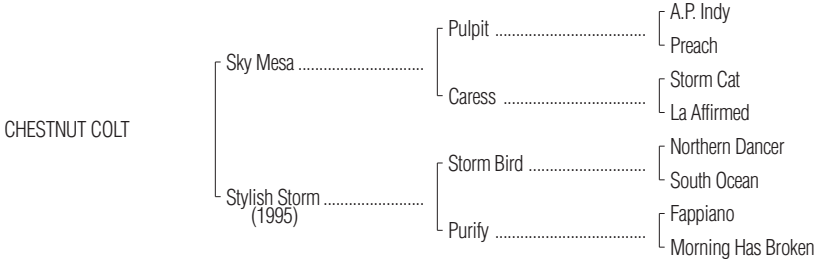 A.P. Indy
Pulpit ......................................
Preach
Sky Mesa ...............................
Storm Cat
Caress ....................................
La Affirmed
CHESTNUT COLT
Northern Dancer
Storm Bird .............................
South Ocean
Stylish Storm .........................
(1995)
Fappiano
Purify ......................................
Morning Has Broken